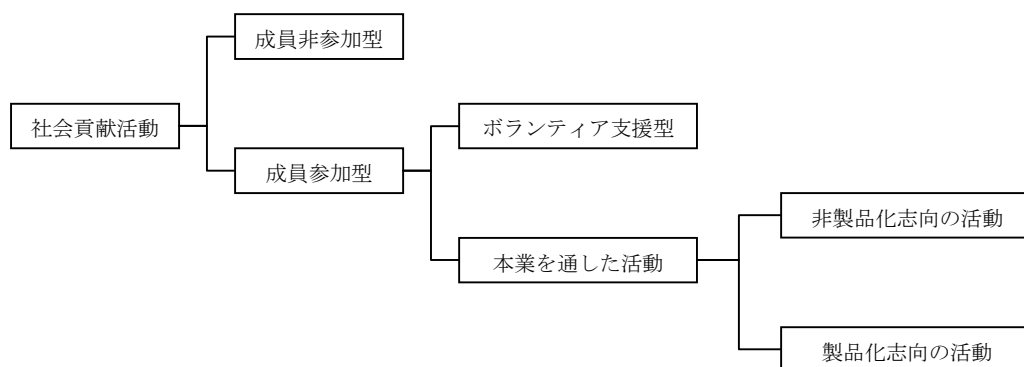 成員非参加型
社会貢献活動
ボランティア支援型
成員参加型
非製品化志向の活動
本業を通した活動
製品化志向の活動